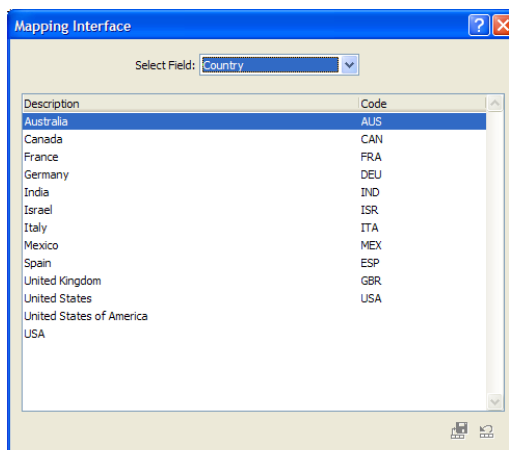 Mapping Interface
Select Field: Country
Description Code
Australia AUS
Canada CAN
France FRA
Germany DEU
India IND
Israel ISR
Italy ITA
Mexico MEX
Spain ESP
United Kingdom GBR
United States USA
United States of America
USA